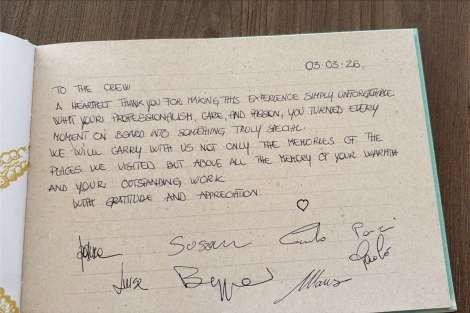 03.03.26
TO THE CREW
A HEARTFELT THANK YOU FOR MAKING THIS EXPERIENCE SIMPLY UNFORGETTABLE.
WITH YOUR PROFESSIONALISM, CARE, AND PASSION, YOU TURNED EVERY
MOMENT ON BOARD INTO SOMETHING TRULY SPECIAL.
WE WILL CARRY WITH US NOT ONLY THE MEMORIES OF THE
PLACES WE VISITED BUT ABOVE ALL THE MEMORY OF YOUR WARMTH
AND YOUR OUTSTANDING WORK
WITH GRATITUDE AND APPRECIATION.
Susan